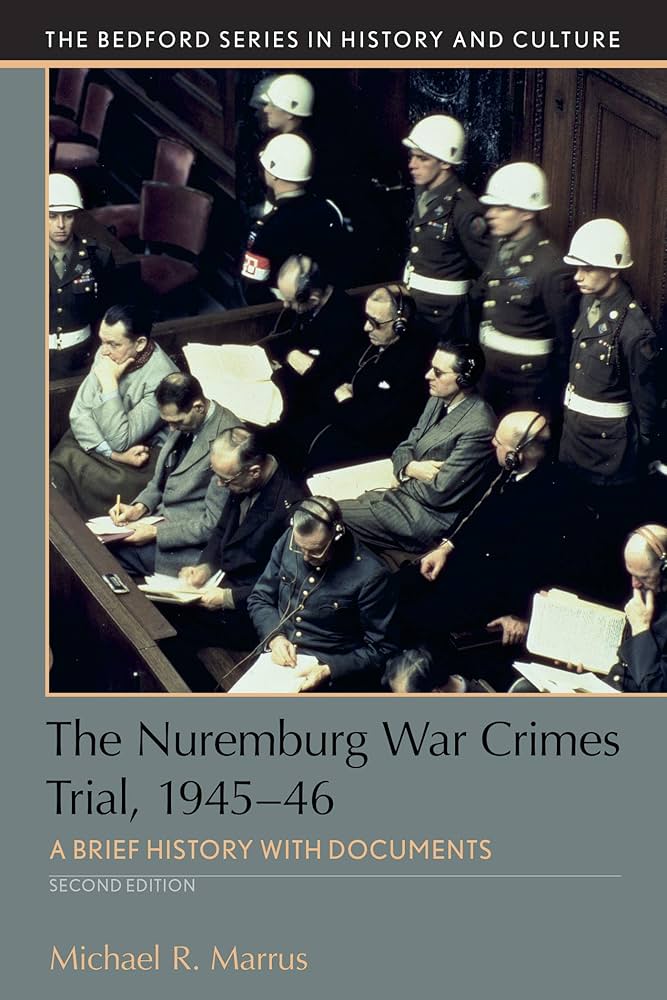 THE BEDFORD SERIES IN HISTORY AND CULTURE
The Nuremburg War Crimes
Trial, 1945–46
A BRIEF HISTORY WITH DOCUMENTS
SECOND EDITION
Michael R. Marrus